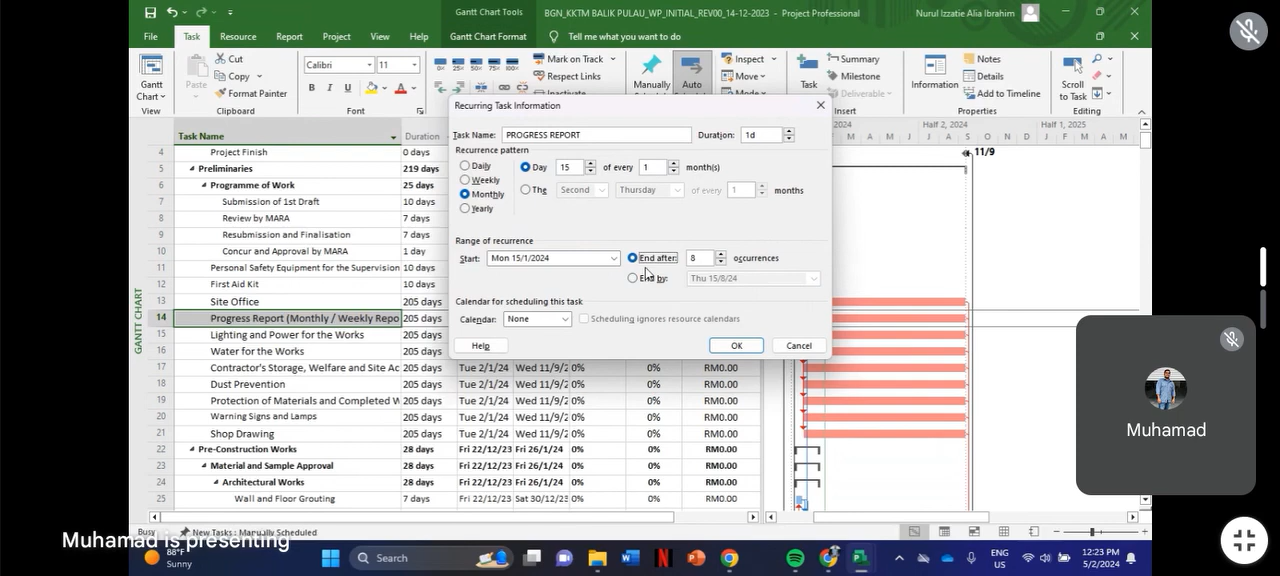 Gantt Chart Tools
BGN_KKTM BALIK PULAU_WP_INITIAL_REV00_14-12-2023 - Project Professional
Nurul Izzatie Alia Ibrahim
File Task Resource Report Project View Help Gantt Chart Format Tell me what you want to do
Gantt Chart
View
Paste
Cut
Copy
Format Painter
Clipboard
Calibri 11
B I U
Font
0% 25% 50% 75% 100%
Mark on Track
Respect Links
Inactivate
Manually
Auto
Inspect
Move
Mode
Task
Summary
Milestone
Deliverable
Insert
Information
Notes
Details
Add to Timeline
Properties
Scroll to Task
Editing
Recurring Task Information
Task Name: PROGRESS REPORT Duration: 1d
Recurrence pattern
Daily
Weekly
Monthly
Yearly
Day 15 of every 1 month(s)
The Second Thursday of every 1 months
Range of recurrence
Start: Mon 15/1/2024 End after: 8 occurrences
End by: Thu 15/8/24
Calendar for scheduling this task
Calendar: None Scheduling ignores resource calendars
Help OK Cancel
Task Name Duration
2024 Half 2, 2024 Half 1, 2025
F M A M J J A S O N D J F M A M
11/9
GANTT CHART
4 Project Finish 0 days
5 Preliminaries 219 days
6 Programme of Work 25 days
7 Submission of 1st Draft 10 days
8 Review by MARA 7 days
9 Resubmission and Finalisation 7 days
10 Concur and Approval by MARA 1 day
11 Personal Safety Equipment for the Supervision 10 days
12 First Aid Kit 10 days
13 Site Office 205 days
14 Progress Report (Monthly / Weekly Repo 205 days
15 Lighting and Power for the Works 205 days
16 Water for the Works 205 days
17 Contractor's Storage, Welfare and Site Ac 205 days Tue 2/1/24 Wed 11/9/2 0% 0% RM0.00
18 Dust Prevention 205 days Tue 2/1/24 Wed 11/9/2 0% 0% RM0.00
19 Protection of Materials and Completed W 205 days Tue 2/1/24 Wed 11/9/2 0% 0% RM0.00
20 Warning Signs and Lamps 205 days Tue 2/1/24 Wed 11/9/2 0% 0% RM0.00
21 Shop Drawing 205 days Tue 2/1/24 Wed 11/9/2 0% 0% RM0.00
22 Pre-Construction Works 28 days Fri 22/12/23 Fri 26/1/24 0% 0% RM0.00
23 Material and Sample Approval 28 days Fri 22/12/23 Fri 26/1/24 0% 0% RM0.00
24 Architectural Works 28 days Fri 22/12/23 Fri 26/1/24 0% 0% RM0.00
25 Wall and Floor Grouting 7 days Fri 22/12/23 Sat 30/12/23 0% 0% RM0.00
Busy New Tasks : Manually Scheduled
Muhamad is presenting
Muhamad
88°F
Sunny
Search
ENG
US
12:23 PM
5/2/2024